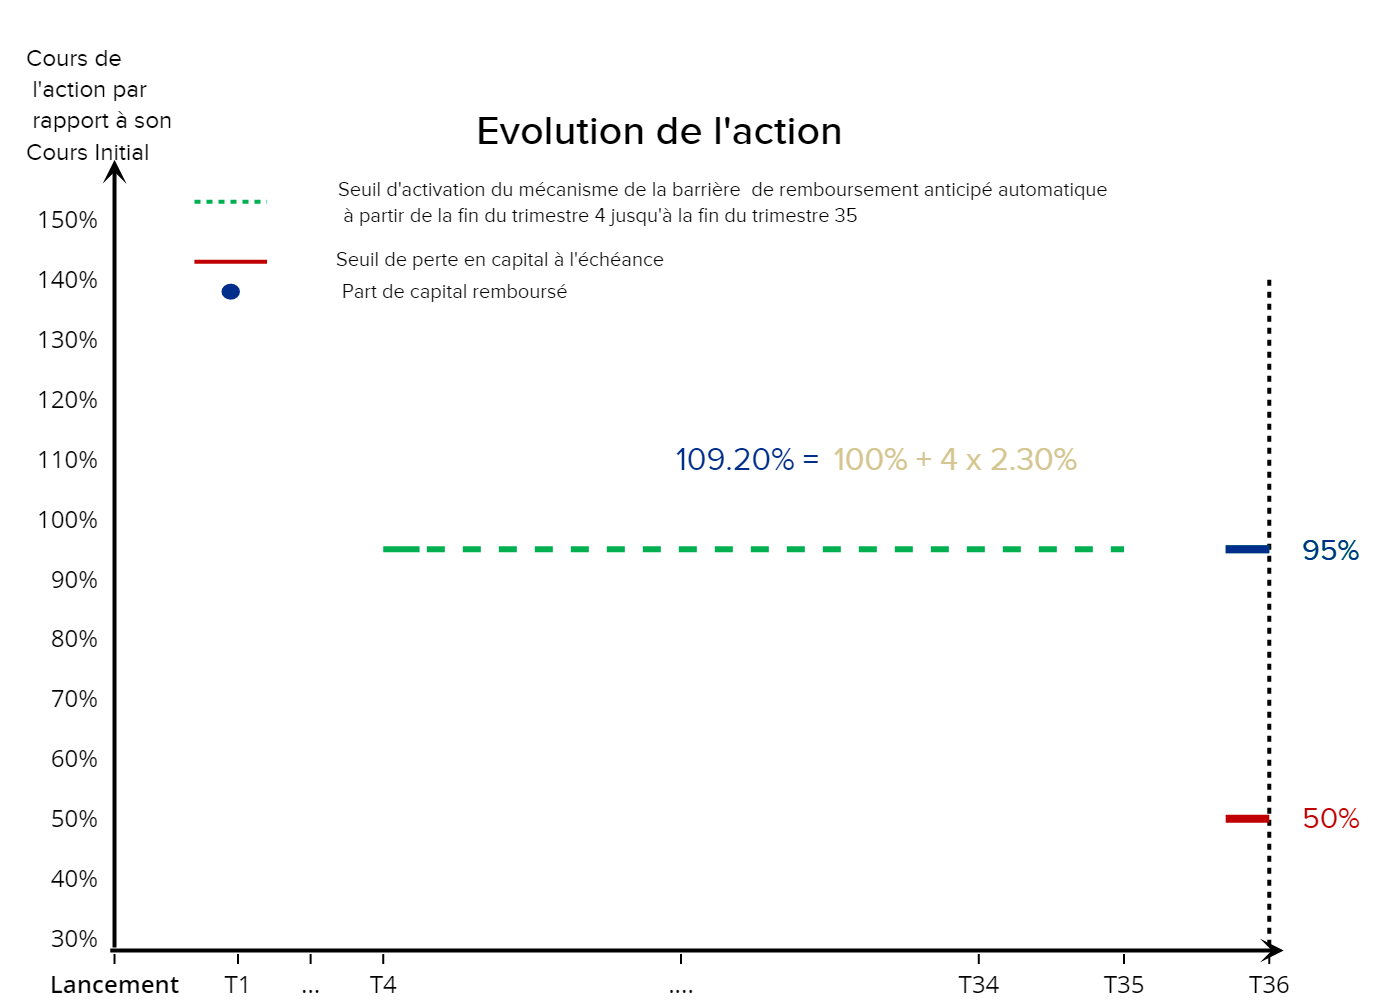 Cours de
l'action par
rapport à son
Cours Initial
Evolution de l'action
Seuil d'activation du mécanisme de la barrière de remboursement anticipé automatique
à partir de la fin du trimestre 4 jusqu'à la fin du trimestre 35
Seuil de perte en capital à l'échéance
Part de capital remboursé
150%
140%
130%
120%
110%
109.20% = 100% + 4 x 2.30%
100%
95%
90%
80%
70%
60%
50%
50%
40%
30%
Lancement T1 ... T4 .... T34 T35 T36